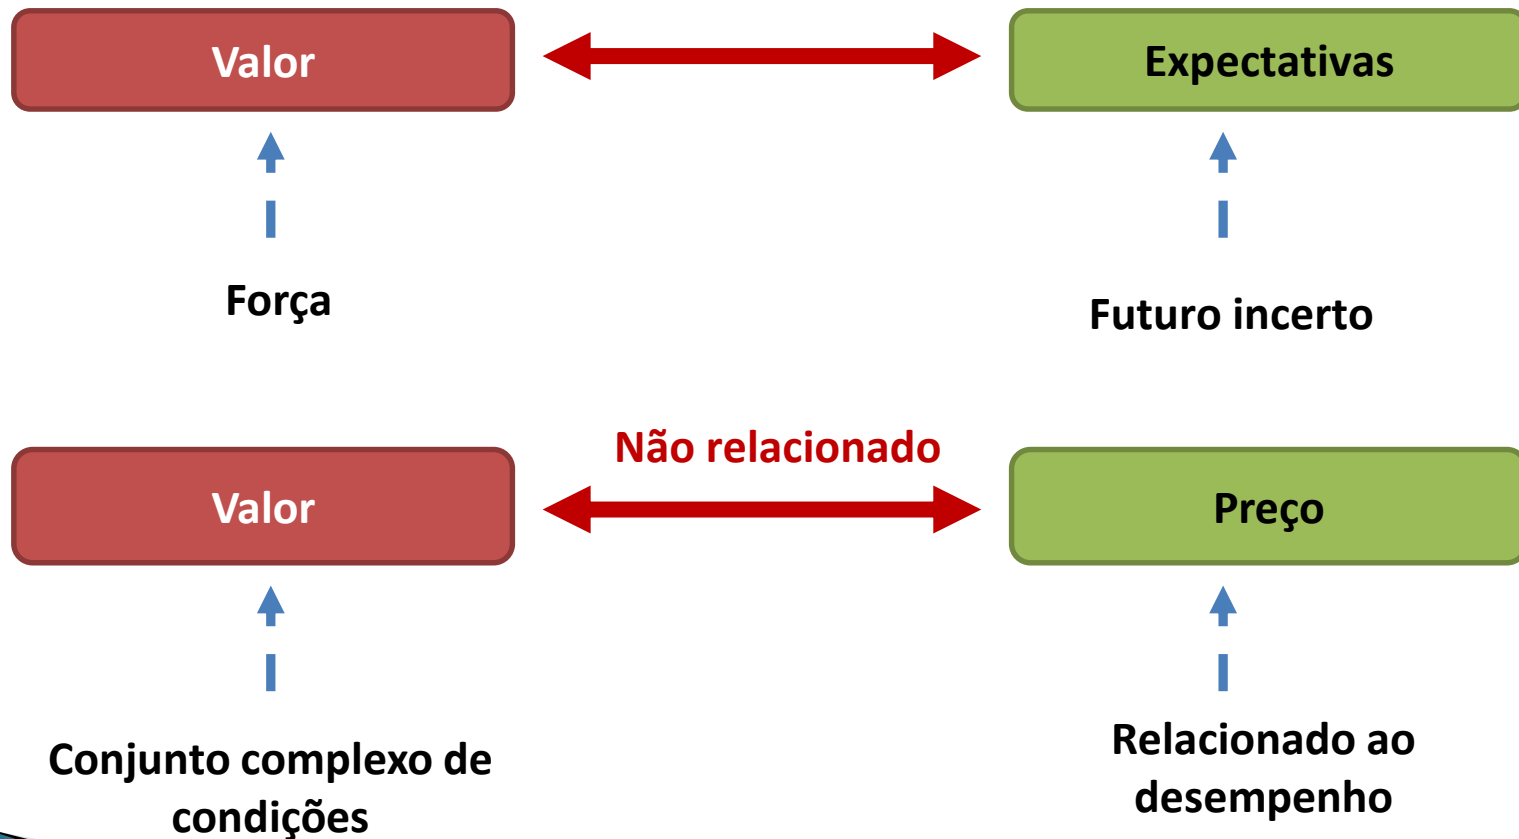 Valor
Expectativas
Força
Futuro incerto
Não relacionado
Valor
Preço
Conjunto complexo de
condições
Relacionado ao
desempenho